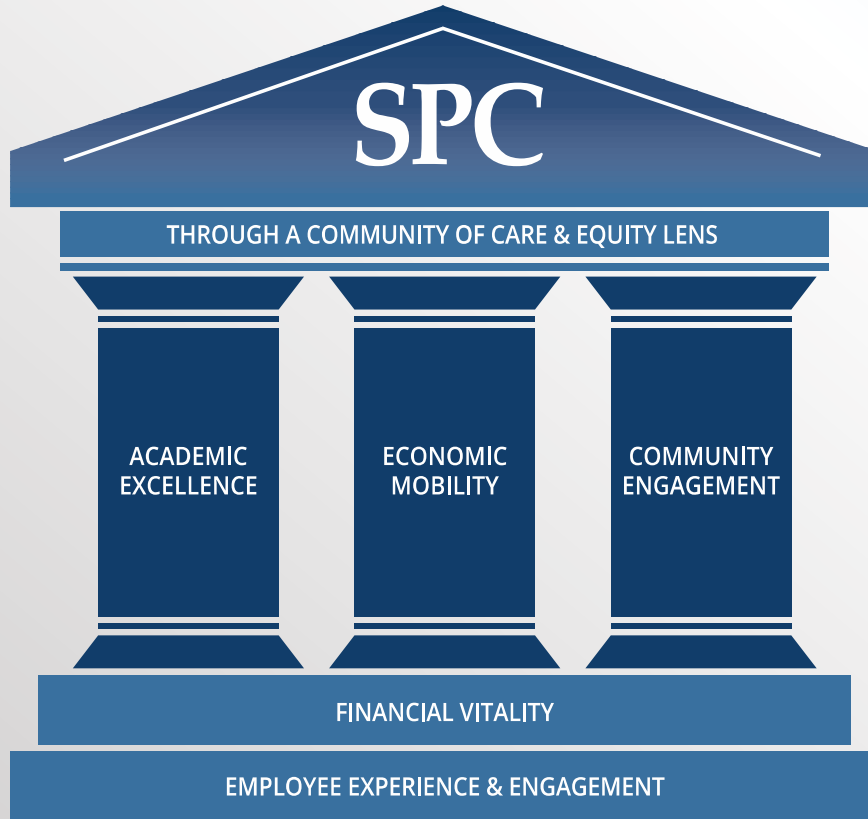 SPC
THROUGH A COMMUNITY OF CARE & EQUITY LENS
ACADEMIC
EXCELLENCE
ECONOMIC
MOBILITY
COMMUNITY
ENGAGEMENT
FINANCIAL VITALITY
EMPLOYEE EXPERIENCE & ENGAGEMENT